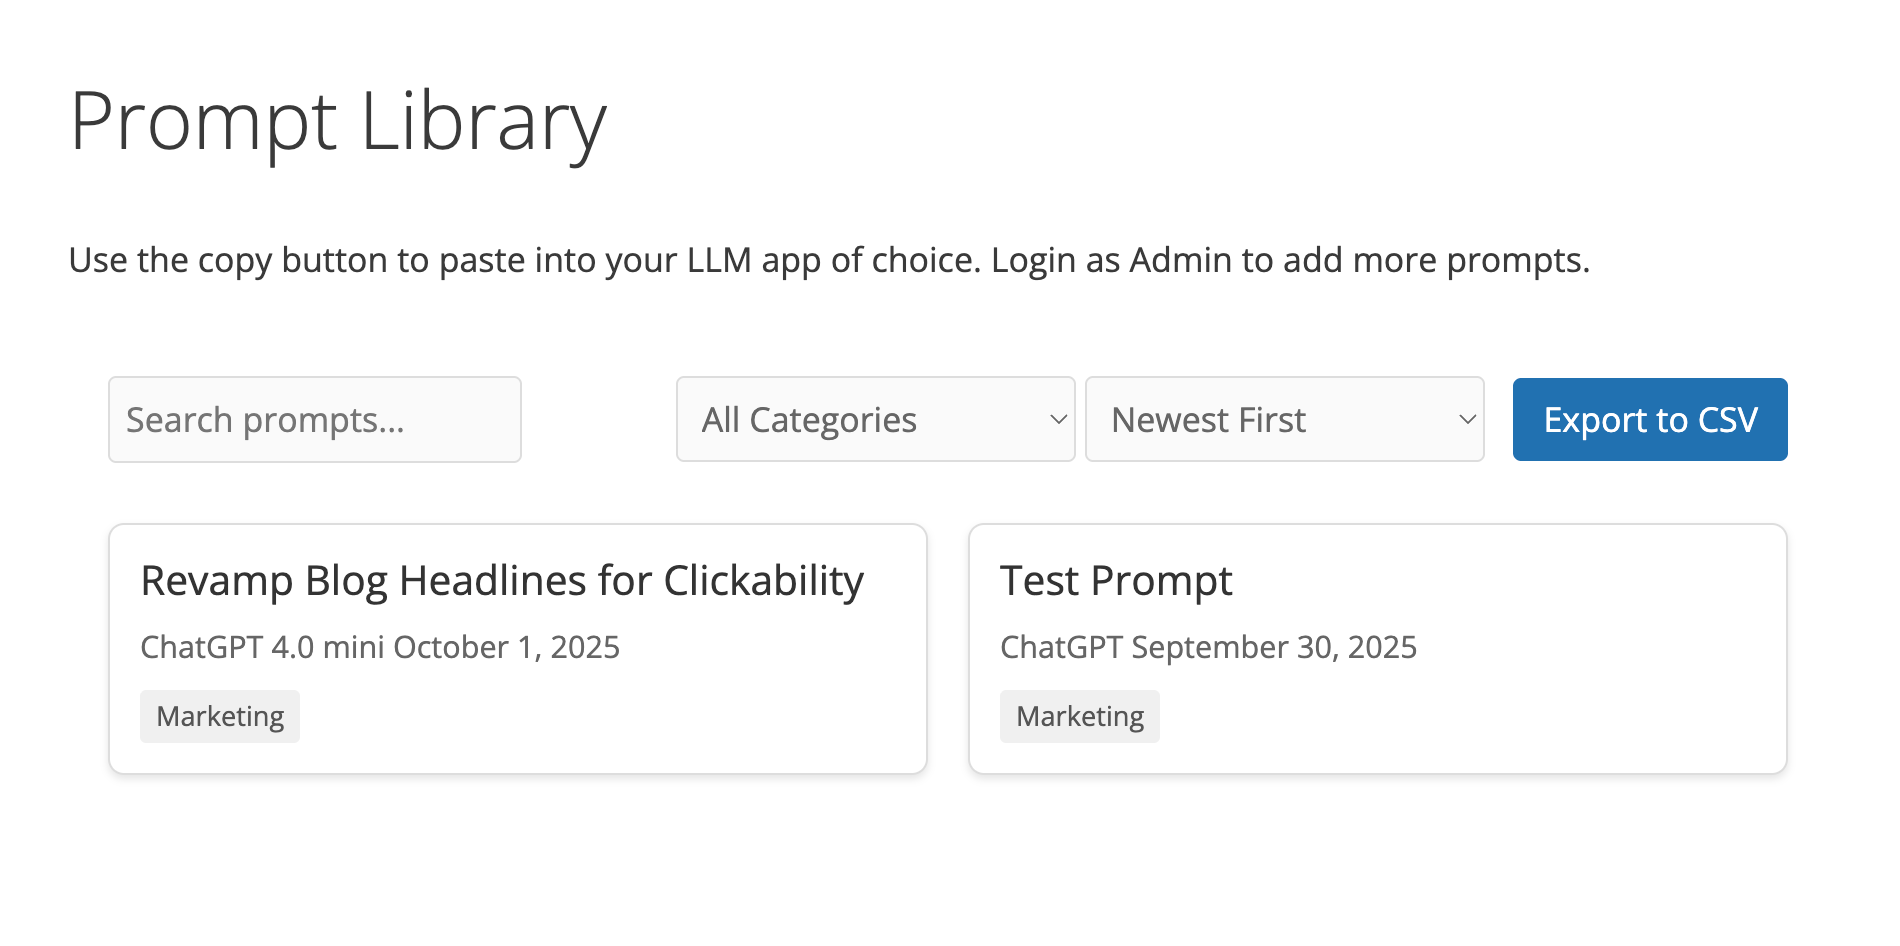 Prompt Library
Use the copy button to paste into your LLM app of choice. Login as Admin to add more prompts.
Search prompts...
All Categories
Newest First
Export to CSV
Revamp Blog Headlines for Clickability
ChatGPT 4.0 mini October 1, 2025
Marketing
Test Prompt
ChatGPT September 30, 2025
Marketing